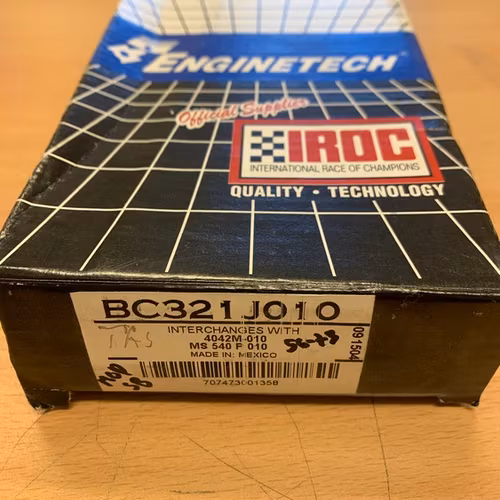 ENGINETECH®
Official Supplier
IROC
INTERNATIONAL RACE OF CHAMPIONS
QUALITY • TECHNOLOGY
BC321J010
INTERCHANGES WITH
4042M-010
MS 540 P 010
MADE IN: MEXICO
091504
707473001358